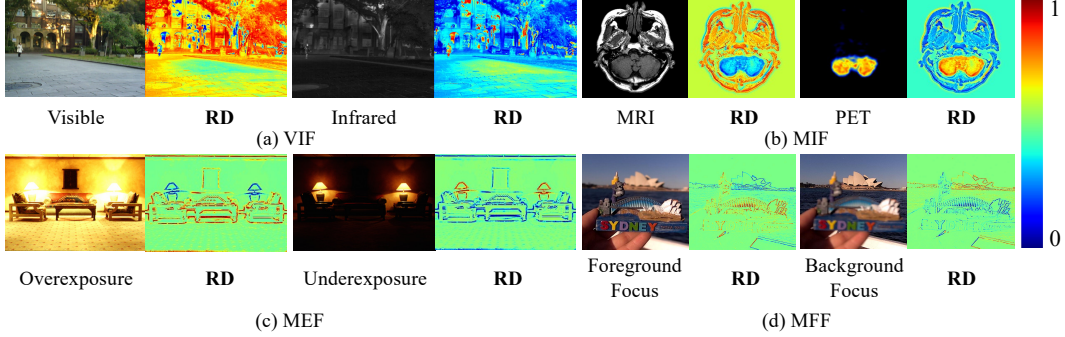 Visible RD Infrared RD MRI RD PET RD
(a) VIF (b) MIF
1
0
SYDNEY SYDNEY
Overexposure RD Underexposure RD Foreground Focus RD Background Focus RD
(c) MEF (d) MFF